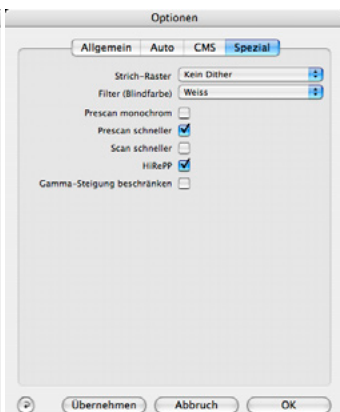 Optionen
Allgemein Auto CMS Spezial
Strich-Raster Kein Dither
Filter (Blindfarbe) Weiss
Prescan monochrom
Prescan schneller
Scan schneller
HiRePP
Gamma-Steigung beschränken
Übernehmen Abbruch OK